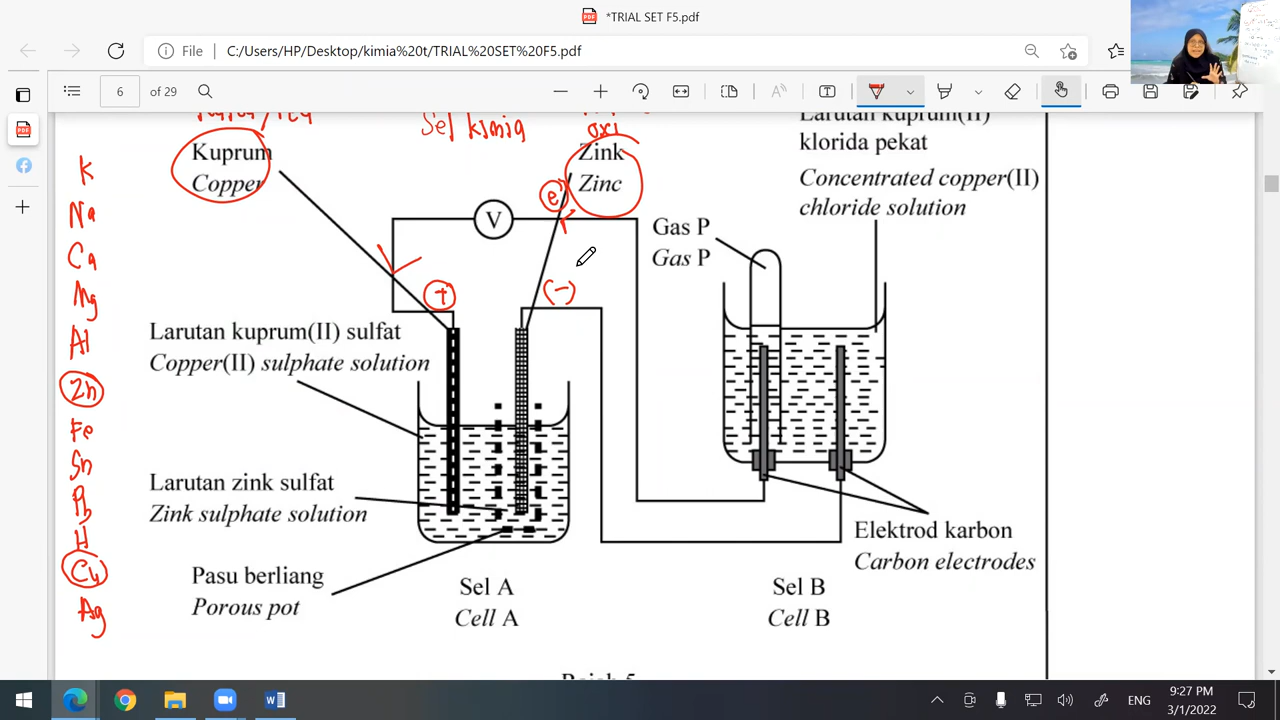 *TRIAL SET F5.pdf
File
C:/Users/HP/Desktop/kimia%20t/TRIAL%20SET%20F5.pdf
6
of 29
Sel kimia
oxi
Kuprum
Copper
Zink
Zinc
e
V
(+)
(-)
Larutan kuprum(II)
klorida pekat
Concentrated copper(II)
chloride solution
Gas P
Gas P
K
Na
Ca
Mg
Al
Zn
Fe
Sn
Pb
H
Cu
Ag
Larutan kuprum(II) sulfat
Copper(II) sulphate solution
Larutan zink sulfat
Zink sulphate solution
Pasu berliang
Porous pot
Sel A
Cell A
Elektrod karbon
Carbon electrodes
Sel B
Cell B
Rajah 5
ENG
9:27 PM
3/1/2022